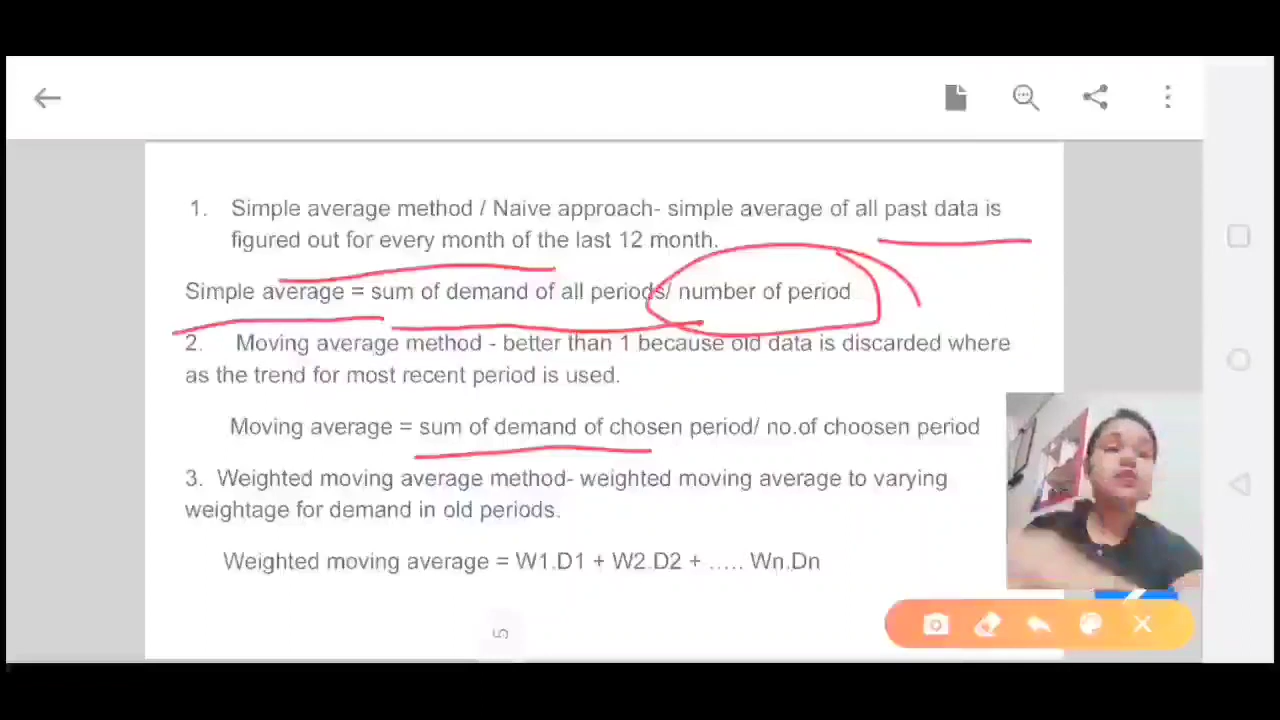 1. Simple average method / Naive approach- simple average of all past data is
figured out for every month of the last 12 month.
Simple average = sum of demand of all periods/ number of period
2. Moving average method - better than 1 because old data is discarded where
as the trend for most recent period is used.
Moving average = sum of demand of chosen period/ no.of choosen period
3. Weighted moving average method- weighted moving average to varying
weightage for demand in old periods.
Weighted moving average = W1.D1 + W2.D2 + ..... Wn.Dn
5